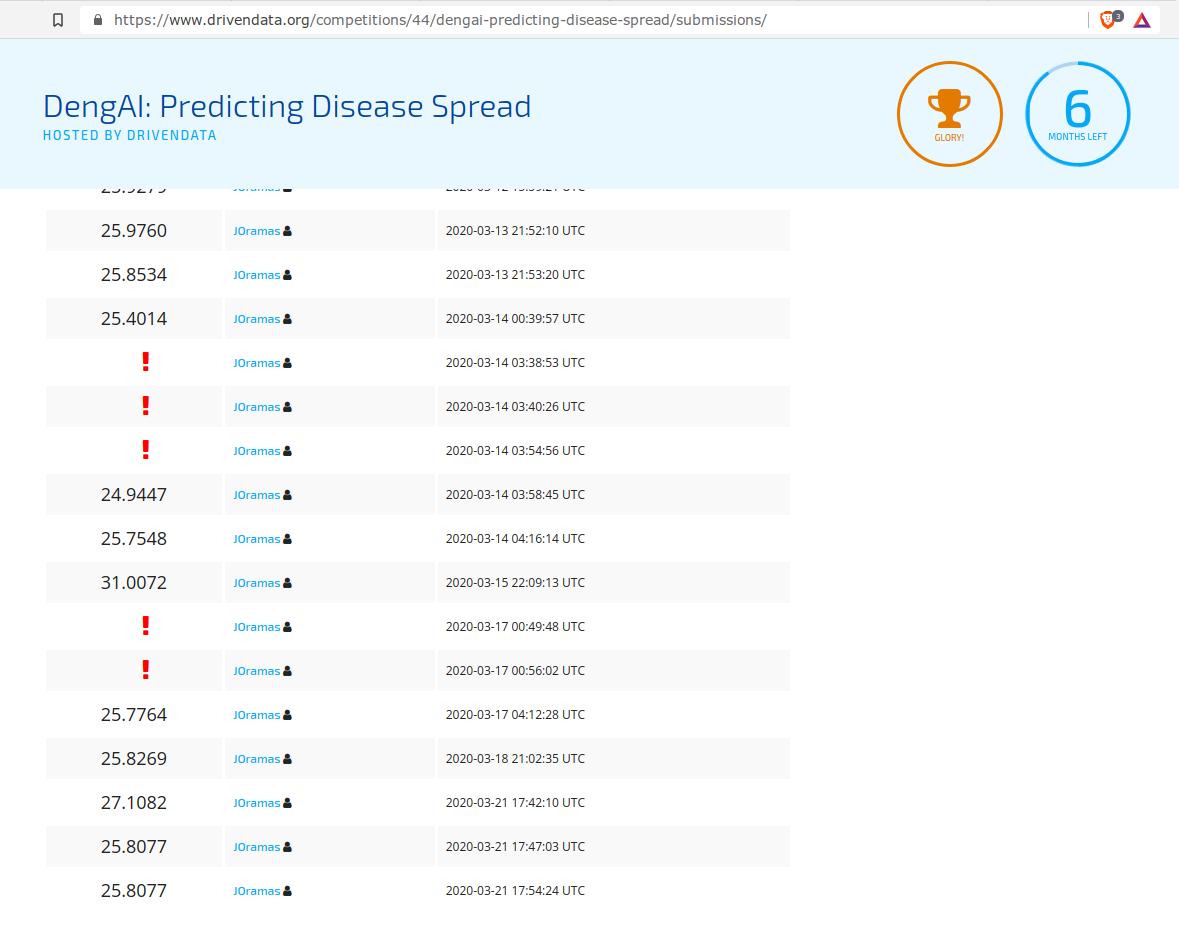 https://www.drivendata.org/competitions/44/dengai-predicting-disease-spread/submissions/
3
DengAI: Predicting Disease Spread
HOSTED BY DRIVENDATA
GLORY!
6
MONTHS LEFT
25.9760 JOramas 2020-03-13 21:52:10 UTC
25.8534 JOramas 2020-03-13 21:53:20 UTC
25.4014 JOramas 2020-03-14 00:39:57 UTC
! JOramas 2020-03-14 03:38:53 UTC
! JOramas 2020-03-14 03:40:26 UTC
! JOramas 2020-03-14 03:54:56 UTC
24.9447 JOramas 2020-03-14 03:58:45 UTC
25.7548 JOramas 2020-03-14 04:16:14 UTC
31.0072 JOramas 2020-03-15 22:09:13 UTC
! JOramas 2020-03-17 00:49:48 UTC
! JOramas 2020-03-17 00:56:02 UTC
25.7764 JOramas 2020-03-17 04:12:28 UTC
25.8269 JOramas 2020-03-18 21:02:35 UTC
27.1082 JOramas 2020-03-21 17:42:10 UTC
25.8077 JOramas 2020-03-21 17:47:03 UTC
25.8077 JOramas 2020-03-21 17:54:24 UTC